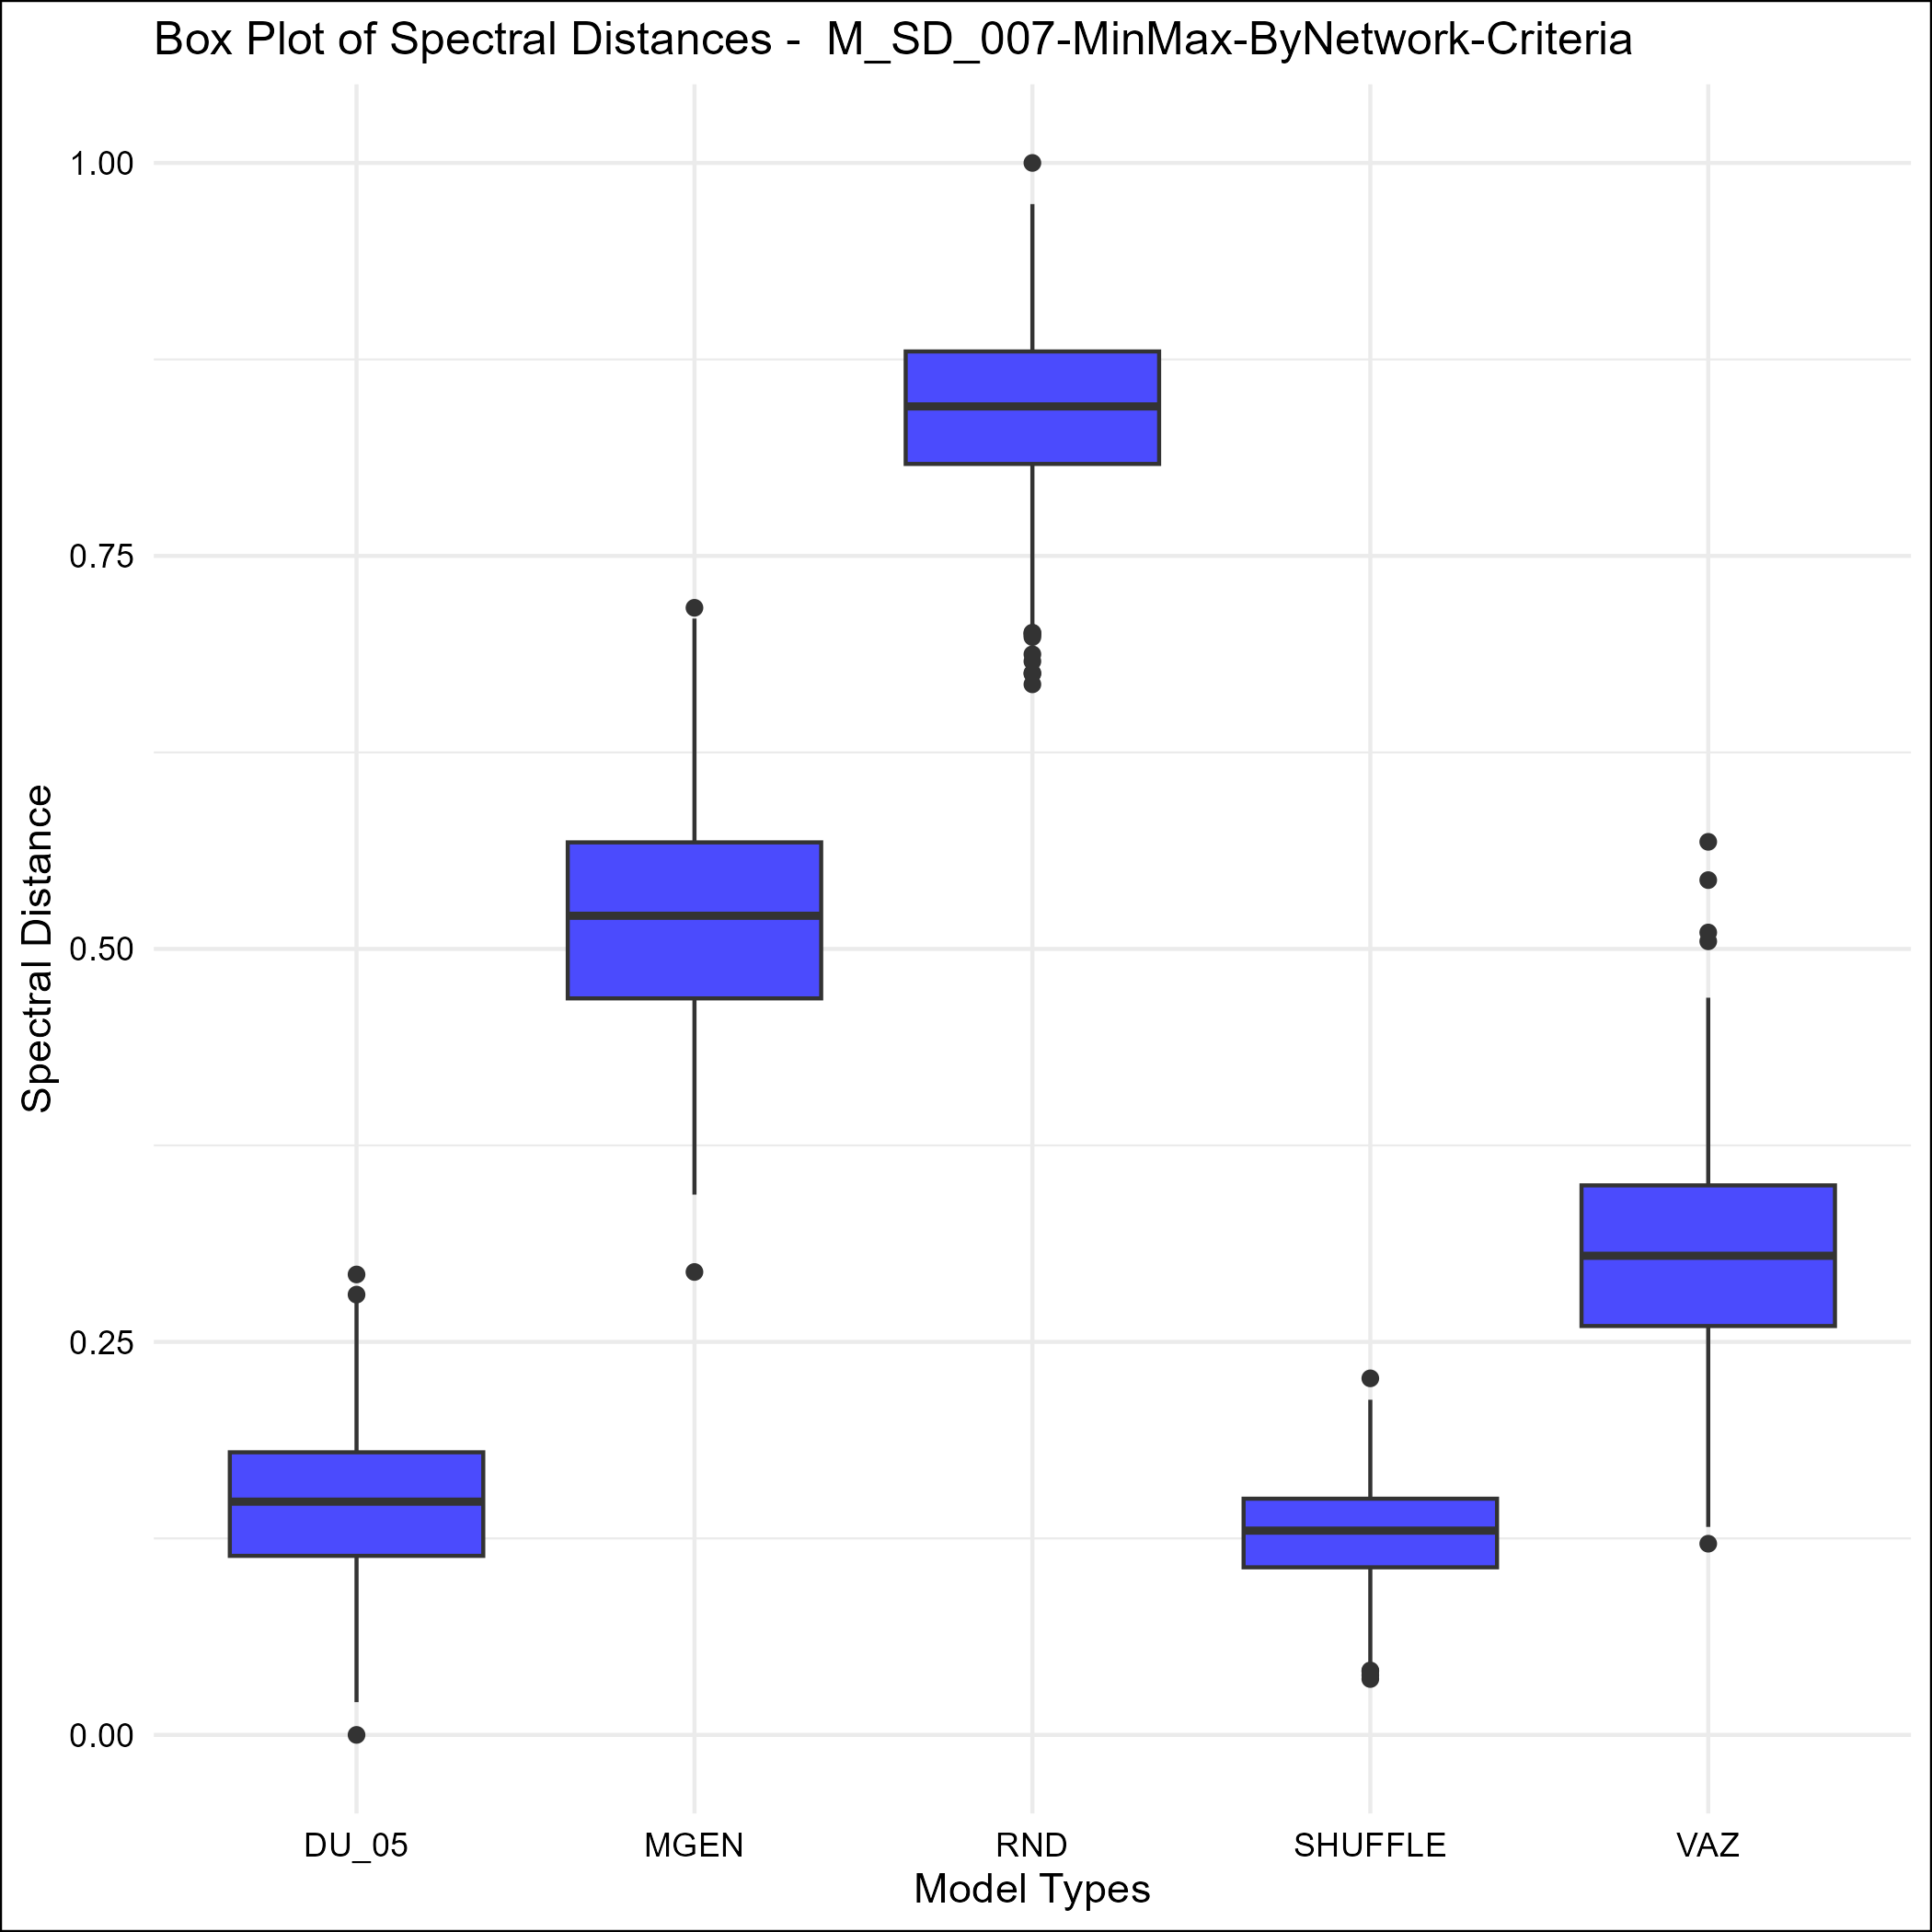 Box Plot of Spectral Distances -  M_SD_007-MinMax-ByNetwork-Criteria
Spectral Distance
1.00
0.75
0.50
0.25
0.00
DU_05 MGEN RND SHUFFLE VAZ
Model Types